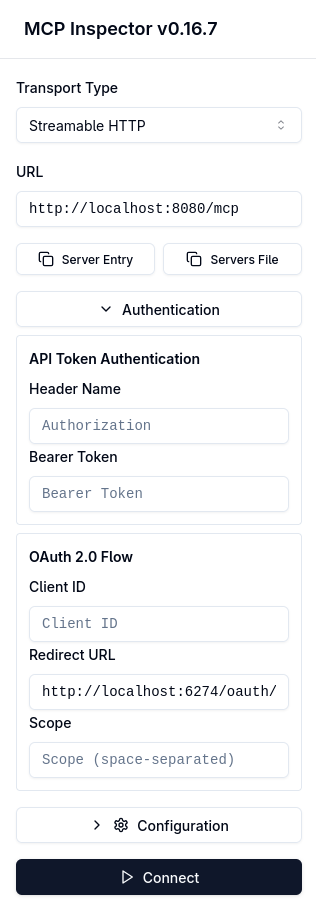 MCP Inspector v0.16.7
Transport Type
Streamable HTTP
URL
http://localhost:8080/mcp
Server Entry
Servers File
Authentication
API Token Authentication
Header Name
Authorization
Bearer Token
Bearer Token
OAuth 2.0 Flow
Client ID
Client ID
Redirect URL
http://localhost:6274/oauth/
Scope
Scope (space-separated)
Configuration
Connect